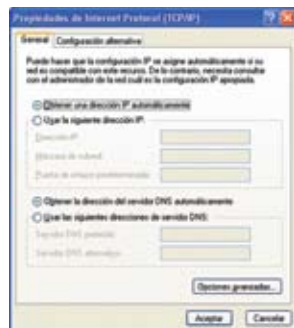 Propiedades de Internet Protocol (TCP/IP)
General Configuración alternativa
Puede hacer que la configuración IP se asigne automáticamente si su
red es compatible con este recurso. De lo contrario, necesita consultar
con el administrador de la red cuál es la configuración IP apropiada.
Obtener una dirección IP automáticamente
Usar la siguiente dirección IP:
Dirección IP:
Máscara de subred:
Puerta de enlace predeterminada:
Obtener la dirección del servidor DNS automáticamente
Usar las siguientes direcciones de servidor DNS:
Servidor DNS preferido:
Servidor DNS alternativo:
Opciones avanzadas...
Aceptar Cancelar